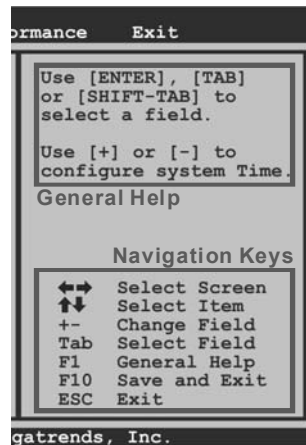 ormance Exit
Use [ENTER], [TAB]
or [SHIFT-TAB] to
select a field.
Use [+] or [-] to
configure system Time.
General Help
Navigation Keys
←→ Select Screen
↑↓ Select Item
+- Change Field
Tab Select Field
F1 General Help
F10 Save and Exit
ESC Exit
gatrends, Inc.